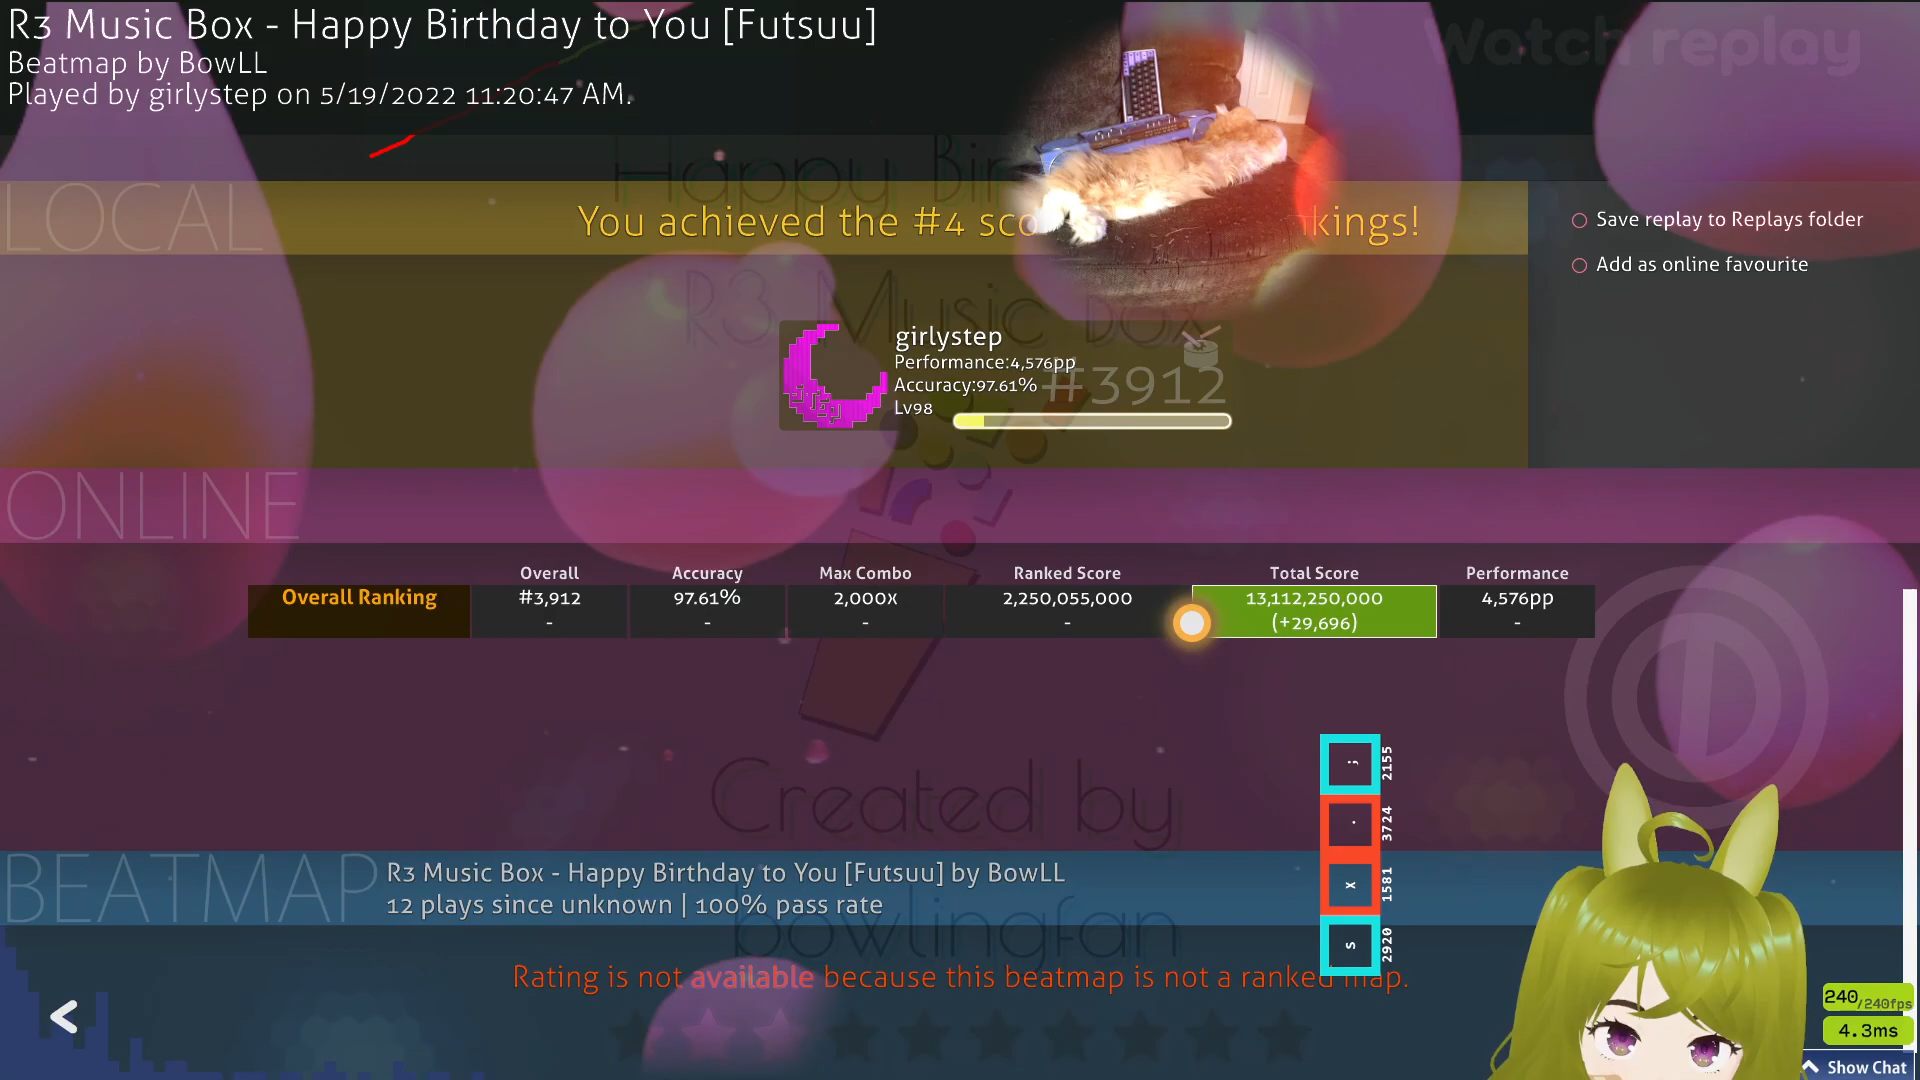 R3 Music Box - Happy Birthday to You [Futsuu]
Beatmap by BowLL
Played by girlystep on 5/19/2022 11:20:47 AM.
Watch replay
Happy Bir
LOCAL
You achieved the #4 sco kings!
Save replay to Replays folder
Add as online favourite
R3 Music Box
girlystep
Performance:4,576pp
Accuracy:97.61%
Lv98
#3912
ONLINE
Overall Accuracy Max Combo Ranked Score Total Score Performance
Overall Ranking #3,912 97.61% 2,000x 2,250,055,000 13,112,250,000 4,576pp
- - - - (+29,696) -
Created by
bowlingfan
; 2155
. 3724
x 1581
s 2920
BEATMAP
R3 Music Box - Happy Birthday to You [Futsuu] by BowLL
12 plays since unknown | 100% pass rate
Rating is not available because this beatmap is not a ranked map.
240/240fps
4.3ms
Show Chat